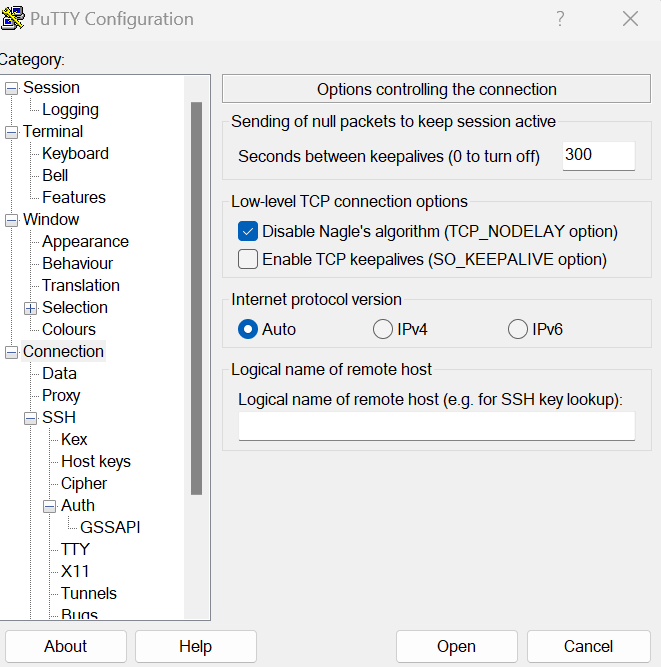 PuTTY Configuration
?
Category:
Session
Logging
Terminal
Keyboard
Bell
Features
Window
Appearance
Behaviour
Translation
Selection
Colours
Connection
Data
Proxy
SSH
Kex
Host keys
Cipher
Auth
GSSAPI
TTY
X11
Tunnels
Bugs
Options controlling the connection
Sending of null packets to keep session active
Seconds between keepalives (0 to turn off) 300
Low-level TCP connection options
Disable Nagle's algorithm (TCP_NODELAY option)
Enable TCP keepalives (SO_KEEPALIVE option)
Internet protocol version
Auto IPv4 IPv6
Logical name of remote host
Logical name of remote host (e.g. for SSH key lookup):
About Help Open Cancel